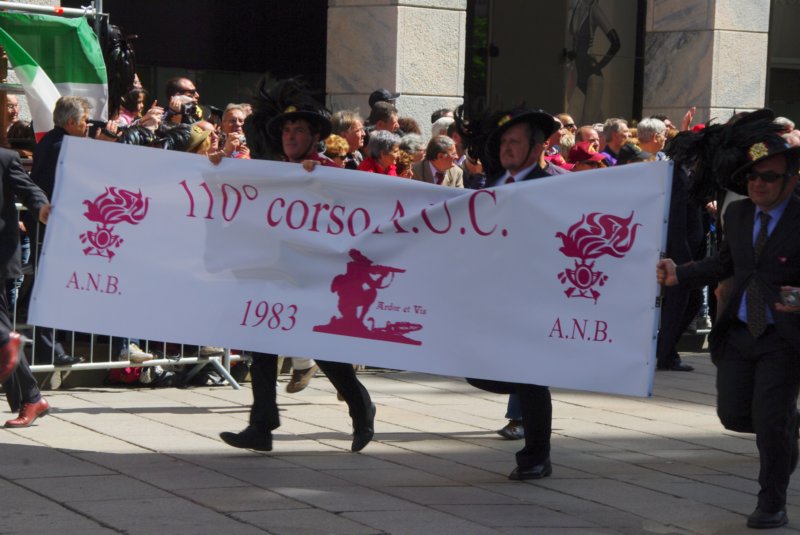 110° corso A.U.C.
A.N.B.
1983
Ardor et Vis
A.N.B.